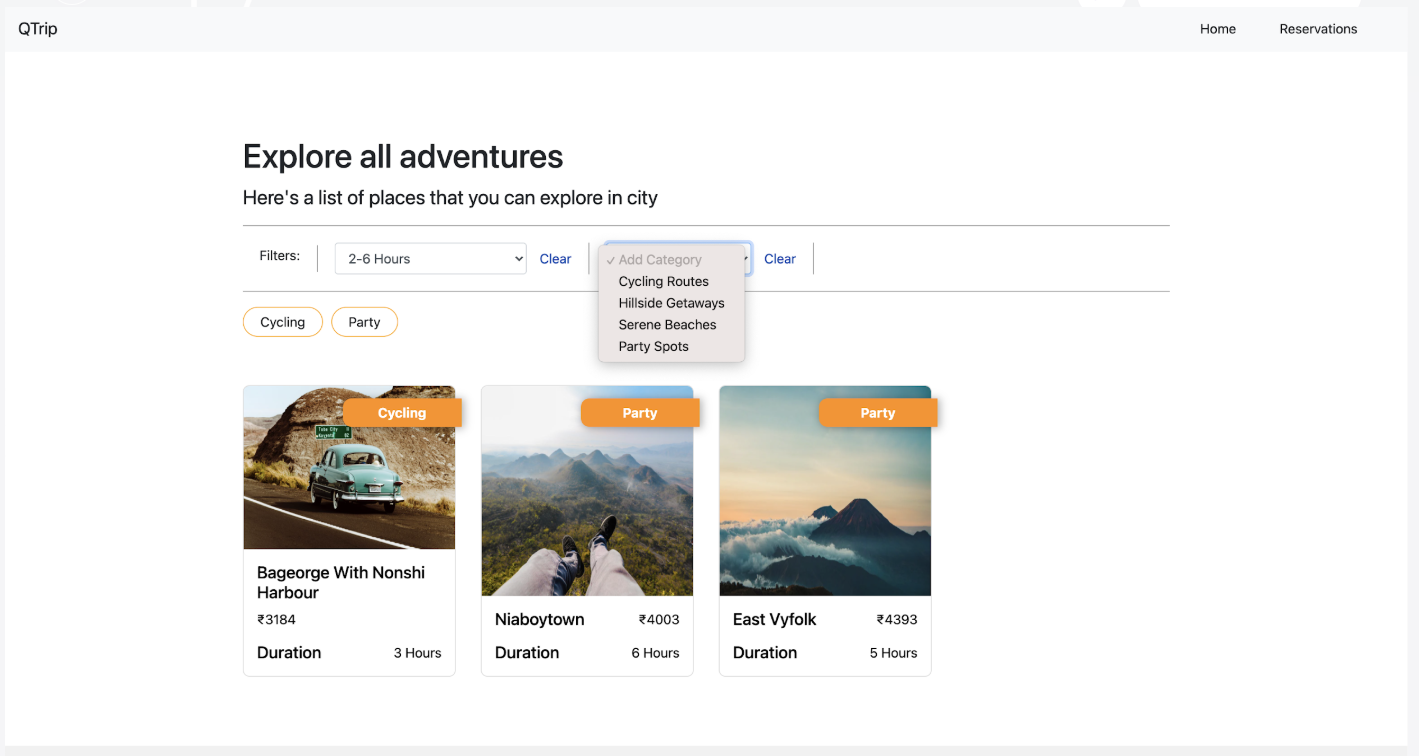 QTrip
Home
Reservations
Explore all adventures
Here's a list of places that you can explore in city
Filters:
2-6 Hours
Clear
✓ Add Category
Cycling Routes
Hillside Getaways
Serene Beaches
Party Spots
Clear
Cycling
Party
Cycling
Bageorge With Nonshi
Harbour
₹3184
Duration
3 Hours
Party
Niaboytown
₹4003
Duration
6 Hours
Party
East Vyfolk
₹4393
Duration
5 Hours